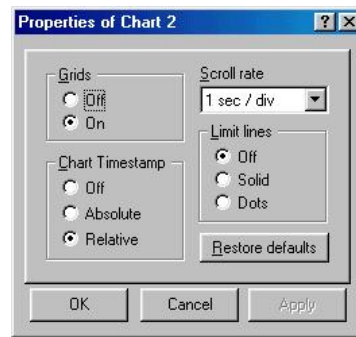 Properties of Chart 2
Grids
Off
On
Chart Timestamp
Off
Absolute
Relative
Scroll rate
1 sec / div
Limit lines
Off
Solid
Dots
Restore defaults
OK
Cancel
Apply